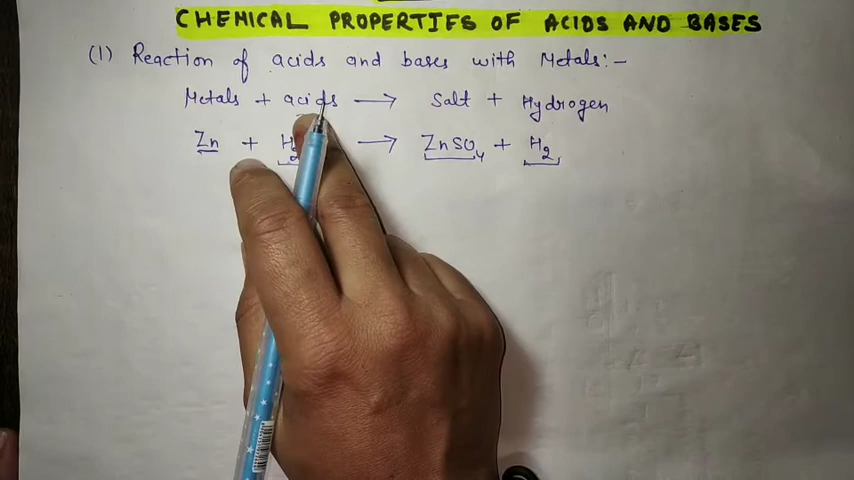 CHEMICAL PROPERTIES OF ACIDS AND BASES
(1) Reaction of acids and bases with Metals:-
Metals + acids → Salt + Hydrogen
Zn + H2 → ZnSO4 + H2